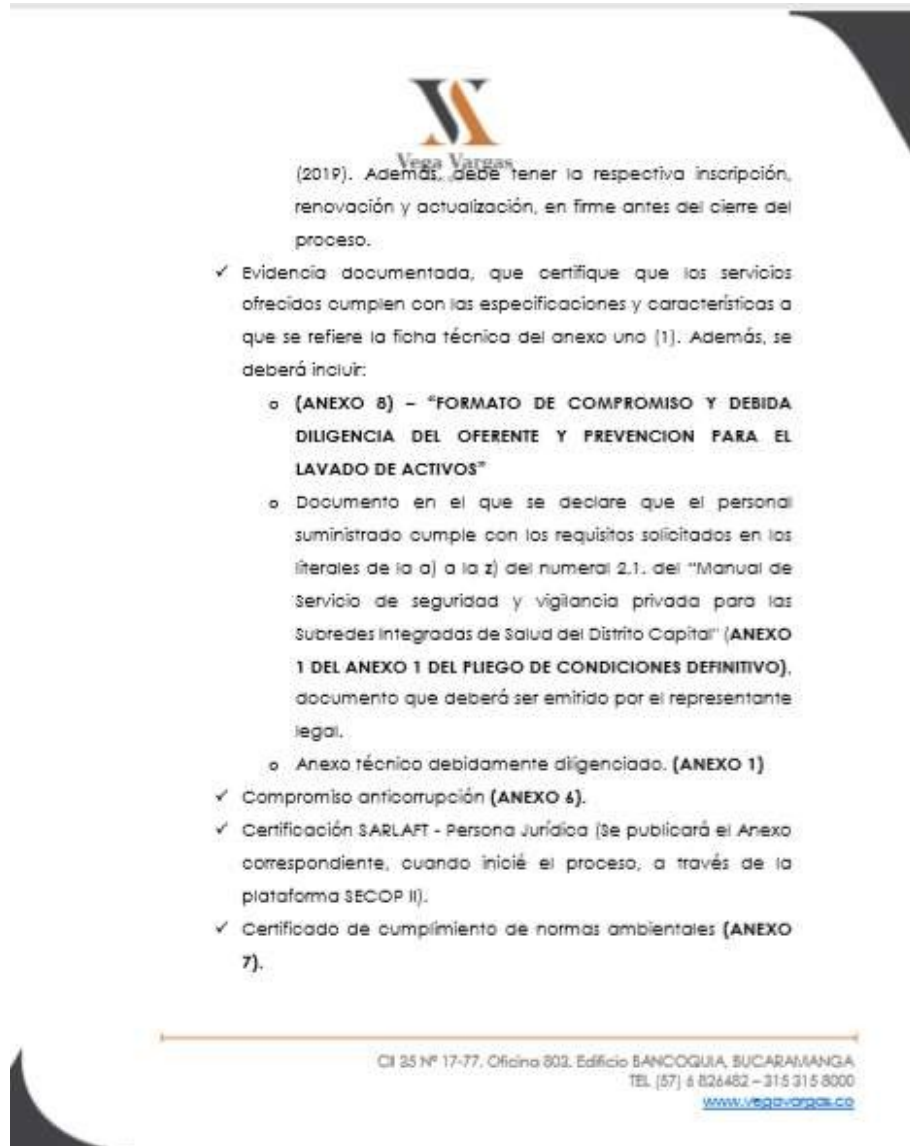 Vega Vargas
(2019). Además, debe tener la respectiva inscripción,
renovación y actualización, en firme antes del cierre del
proceso.
✓ Evidencia documentada, que certifique que los servicios
ofrecidos cumplen con las especificaciones y características a
que se refiere la ficha técnica del anexo uno (1). Además, se
deberá incluir:
o (ANEXO 8) – “FORMATO DE COMPROMISO Y DEBIDA
DILIGENCIA DEL OFERENTE Y PREVENCION PARA EL
LAVADO DE ACTIVOS”
o Documento en el que se declare que el personal
suministrado cumple con los requisitos solicitados en los
literales de la a) a la z) del numeral 2.1. del “Manual de
Servicio de seguridad y vigilancia privada para las
Subredes Integradas de Salud del Distrito Capital” (ANEXO
1 DEL ANEXO 1 DEL PLIEGO DE CONDICIONES DEFINITIVO),
documento que deberá ser emitido por el representante
legal.
o Anexo técnico debidamente diligenciado. (ANEXO 1)
✓ Compromiso anticorrupción (ANEXO 6).
✓ Certificación SARLAFT - Persona Jurídica (Se publicará el Anexo
correspondiente, cuando inicié el proceso, a través de la
plataforma SECOP II).
✓ Certificado de cumplimiento de normas ambientales (ANEXO
7).
Cll 35 Nº 17-77, Oficina 802, Edificio BANCOQUIA, BUCARAMANGA
TEL (57) 6 826482 – 315 315 8000
www.vegavargas.co